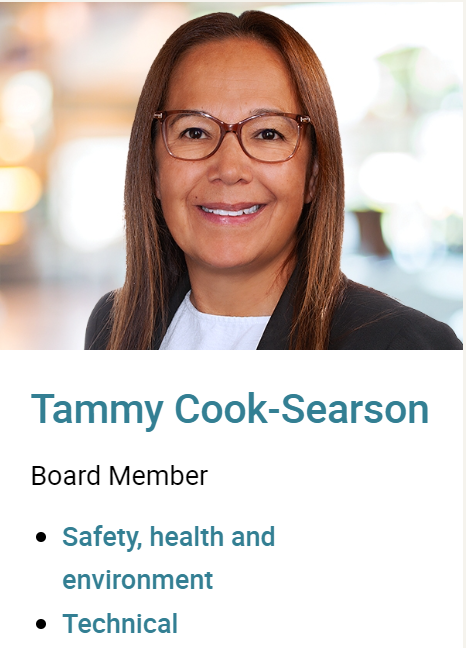 Tammy Cook-Searson
Board Member
Safety, health and
environment
Technical